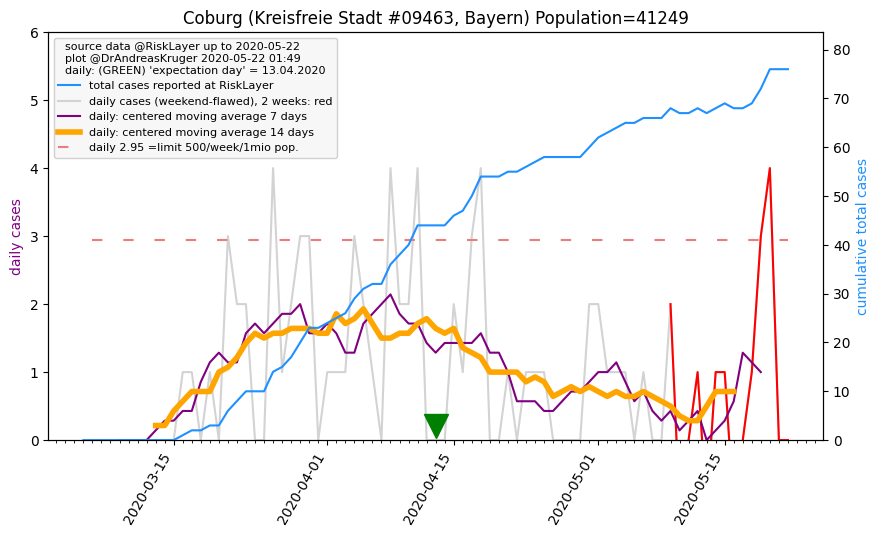 Coburg (Kreisfreie Stadt #09463, Bayern) Population=41249
source data @RiskLayer up to 2020-05-22
plot @DrAndreasKruger 2020-05-22 01:49
daily: (GREEN) 'expectation day' = 13.04.2020
total cases reported at RiskLayer
daily cases (weekend-flawed), 2 weeks: red
daily: centered moving average 7 days
daily: centered moving average 14 days
daily 2.95 =limit 500/week/1mio pop.
daily cases
6
5
4
3
2
1
0
cumulative total cases
80
70
60
50
40
30
20
10
0
2020-03-15
2020-04-01
2020-04-15
2020-05-01
2020-05-15